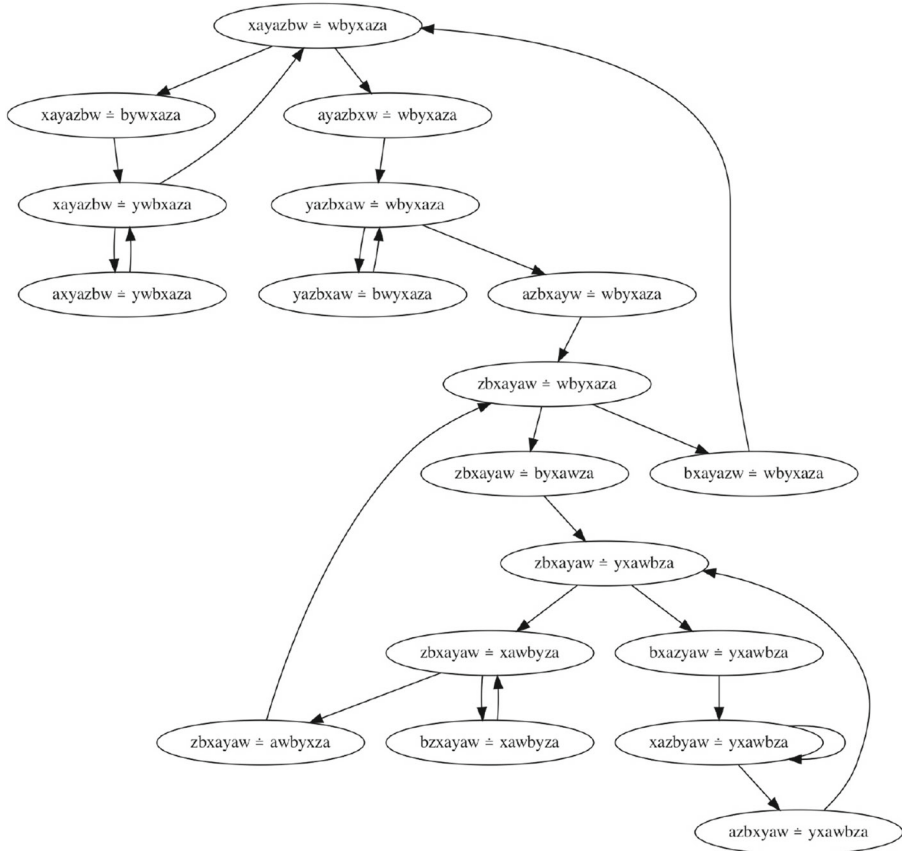 xayazbw ≐ wbyxaza
xayazbw ≐ bywxaza
ayazbxw ≐ wbyxaza
xayazbw ≐ ywbxaza
yazbxaw ≐ wbyxaza
axyazbw ≐ ywbxaza
yazbxaw ≐ bwyxaza
azbxayw ≐ wbyxaza
zbxayaw ≐ wbyxaza
zbxayaw ≐ byxawza
bxayazw ≐ wbyxaza
zbxayaw ≐ yxawbza
zbxayaw ≐ xawbyza
bxazyaw ≐ yxawbza
zbxayaw ≐ awbyxza
bzxayaw ≐ xawbyza
xazbyaw ≐ yxawbza
azbxyaw ≐ yxawbza